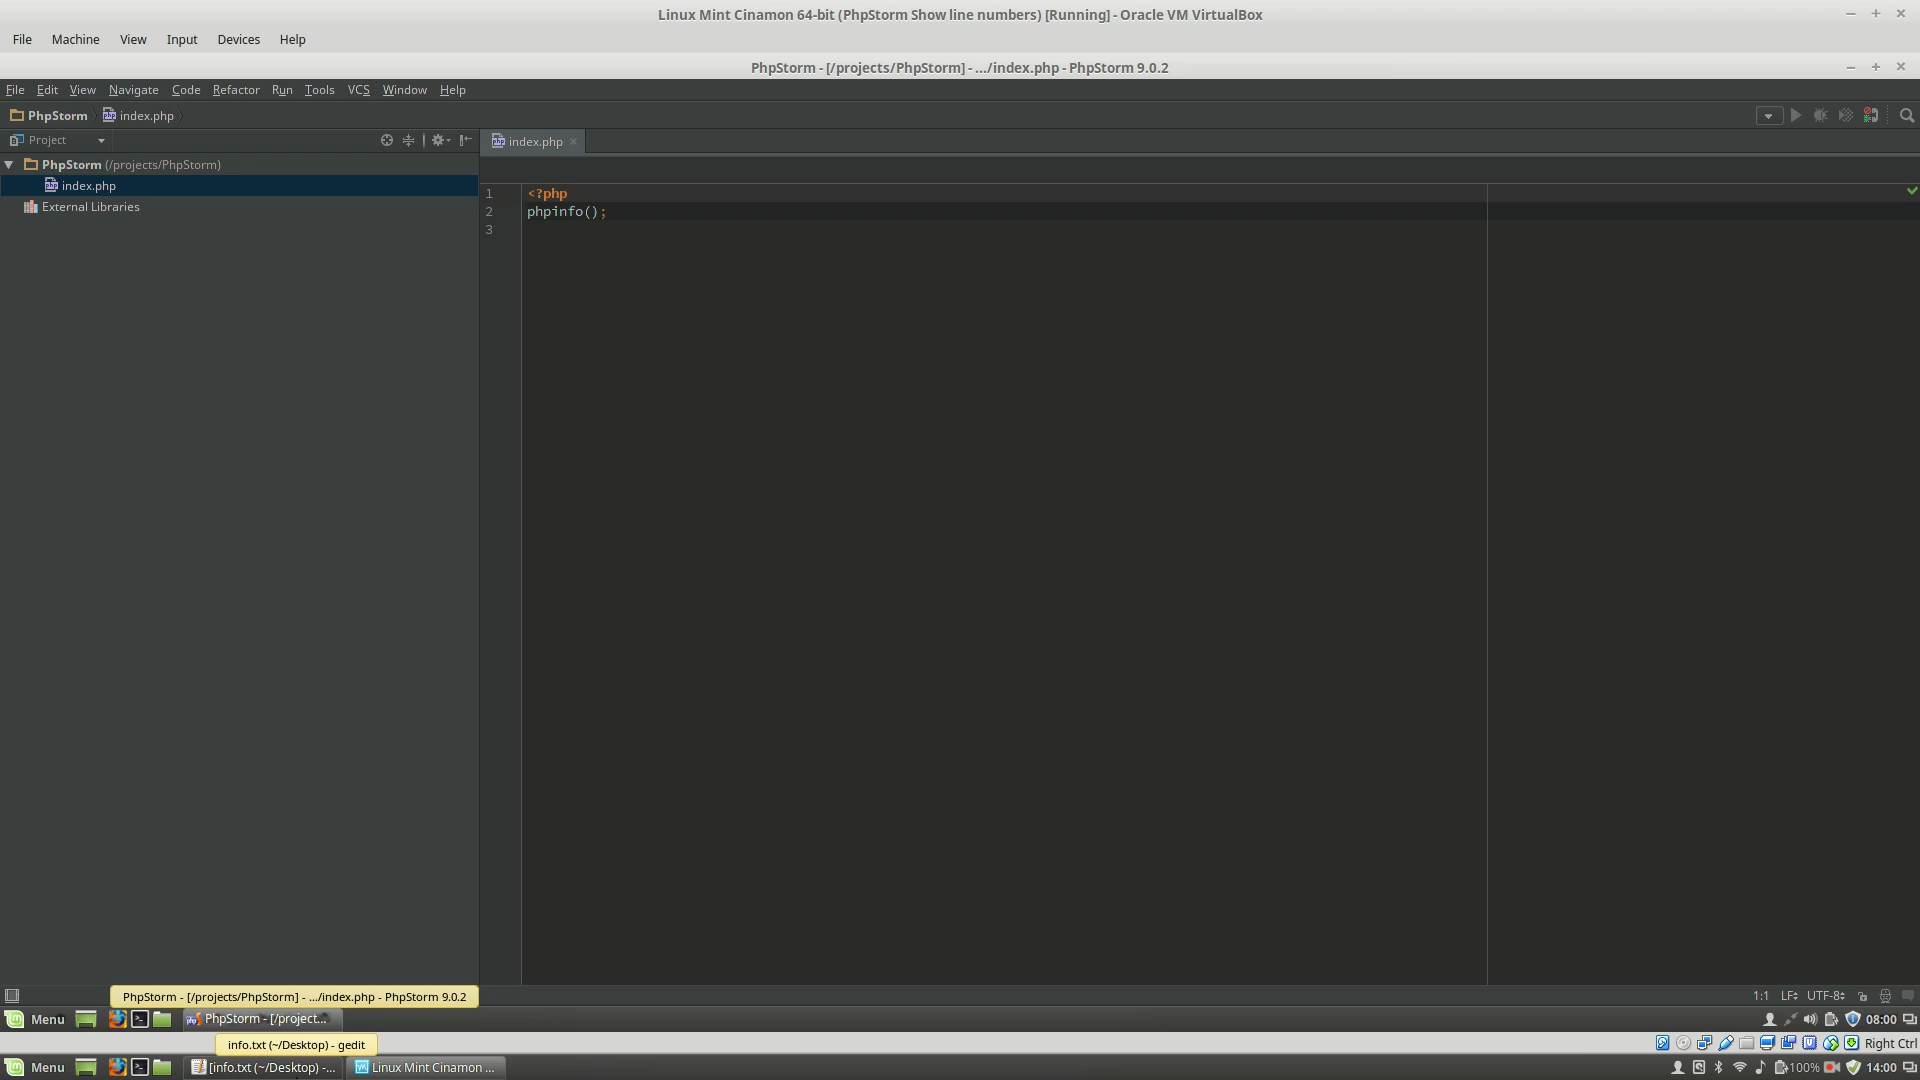 Linux Mint Cinamon 64-bit (PhpStorm Show line numbers) [Running] - Oracle VM VirtualBox
File Machine View Input Devices Help
PhpStorm - [/projects/PhpStorm] - .../index.php - PhpStorm 9.0.2
File Edit View Navigate Code Refactor Run Tools VCS Window Help
PhpStorm index.php
Project
index.php
PhpStorm (/projects/PhpStorm)
index.php
External Libraries
1 <?php
2 phpinfo();
3
PhpStorm - [/projects/PhpStorm] - .../index.php - PhpStorm 9.0.2
1:1 LF UTF-8
Menu PhpStorm - [/project... 08:00
info.txt (~/Desktop) - gedit
Right Ctrl
Menu [info.txt (~/Desktop) -... Linux Mint Cinamon ... 100% 14:00